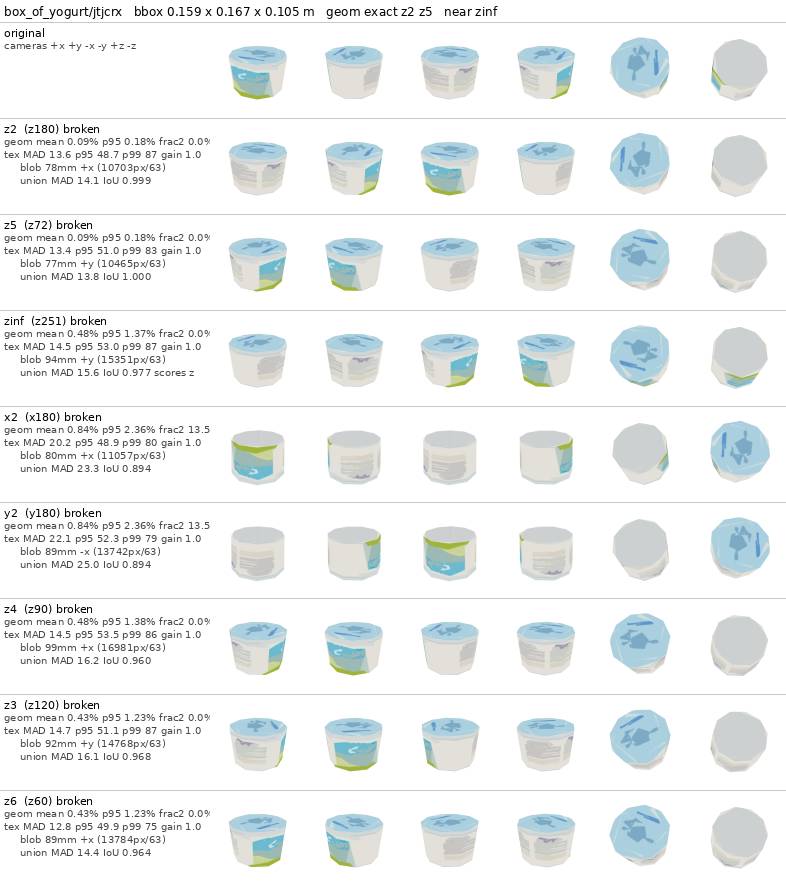 box_of_yogurt/jtjcrx bbox 0.159 x 0.167 x 0.105 m geom exact z2 z5 near zinf
original
cameras +x +y -x -y +z -z
z2 (z180) broken
geom mean 0.09% p95 0.18% frac2 0.0%
tex MAD 13.6 p95 48.7 p99 87 gain 1.0
blob 78mm +x (10703px/63)
union MAD 14.1 IoU 0.999
z5 (z72) broken
geom mean 0.09% p95 0.18% frac2 0.0%
tex MAD 13.4 p95 51.0 p99 83 gain 1.0
blob 77mm +y (10465px/63)
union MAD 13.8 IoU 1.000
zinf (z251) broken
geom mean 0.48% p95 1.37% frac2 0.0%
tex MAD 14.5 p95 53.0 p99 87 gain 1.0
blob 94mm +y (15351px/63)
union MAD 15.6 IoU 0.977 scores z
x2 (x180) broken
geom mean 0.84% p95 2.36% frac2 13.5
tex MAD 20.2 p95 48.9 p99 80 gain 1.0
blob 80mm +x (11057px/63)
union MAD 23.3 IoU 0.894
y2 (y180) broken
geom mean 0.84% p95 2.36% frac2 13.5
tex MAD 22.1 p95 52.3 p99 79 gain 1.0
blob 89mm -x (13742px/63)
union MAD 25.0 IoU 0.894
z4 (z90) broken
geom mean 0.48% p95 1.38% frac2 0.0%
tex MAD 14.5 p95 53.5 p99 86 gain 1.0
blob 99mm +x (16981px/63)
union MAD 16.2 IoU 0.960
z3 (z120) broken
geom mean 0.43% p95 1.23% frac2 0.0%
tex MAD 14.7 p95 51.1 p99 87 gain 1.0
blob 92mm +y (14768px/63)
union MAD 16.1 IoU 0.968
z6 (z60) broken
geom mean 0.43% p95 1.23% frac2 0.0%
tex MAD 12.8 p95 49.9 p99 75 gain 1.0
blob 89mm +x (13784px/63)
union MAD 14.4 IoU 0.964